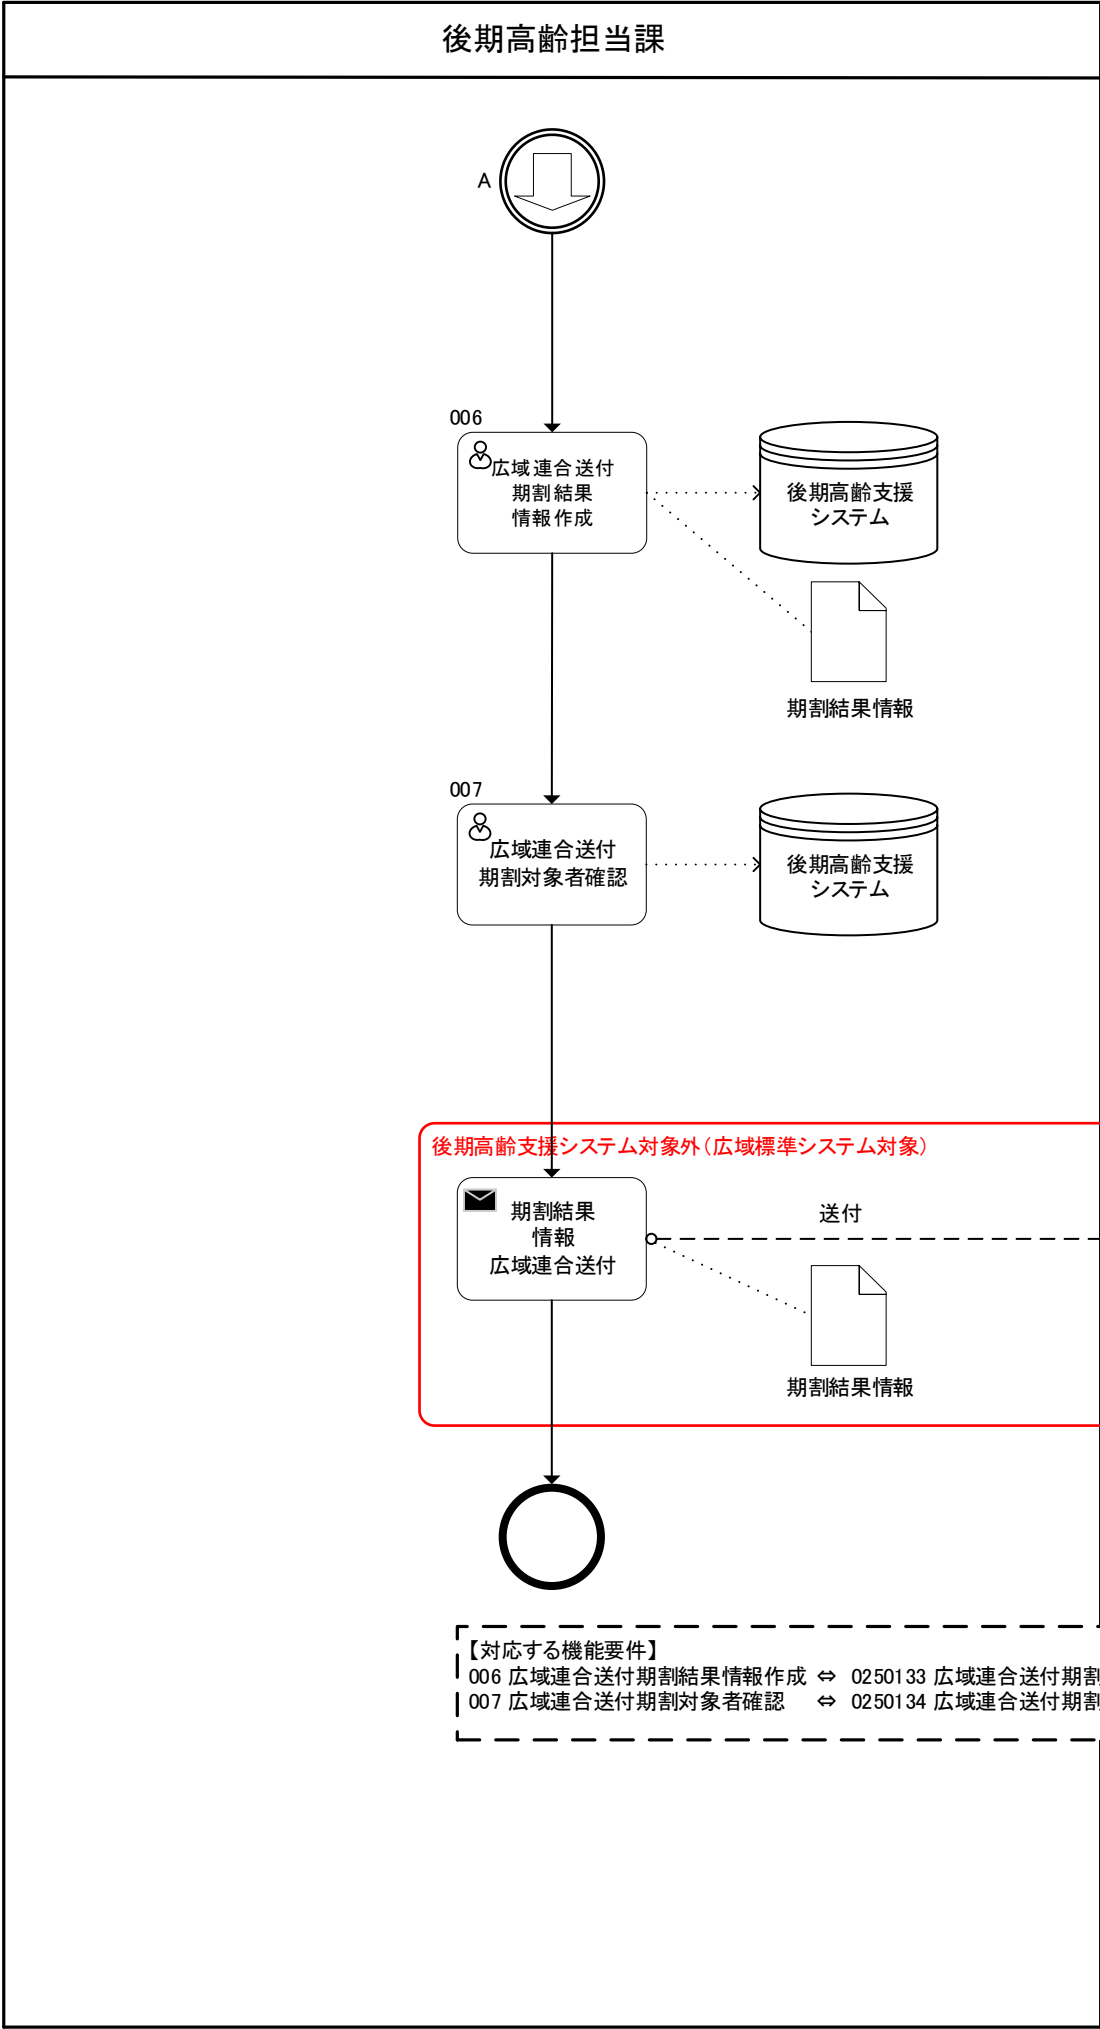 後期高齢担当課
A
006
広域連合送付
期割結果
情報作成
後期高齢支援
システム
期割結果情報
007
広域連合送付
期割対象者確認
後期高齢支援
システム
後期高齢支援システム対象外（広域標準システム対象）
期割結果
情報
広域連合送付
送付
期割結果情報
【対応する機能要件】
006 広域連合送付期割結果情報作成 ⇔ 0250133 広域連合送付期割
007 広域連合送付期割対象者確認 ⇔ 0250134 広域連合送付期割